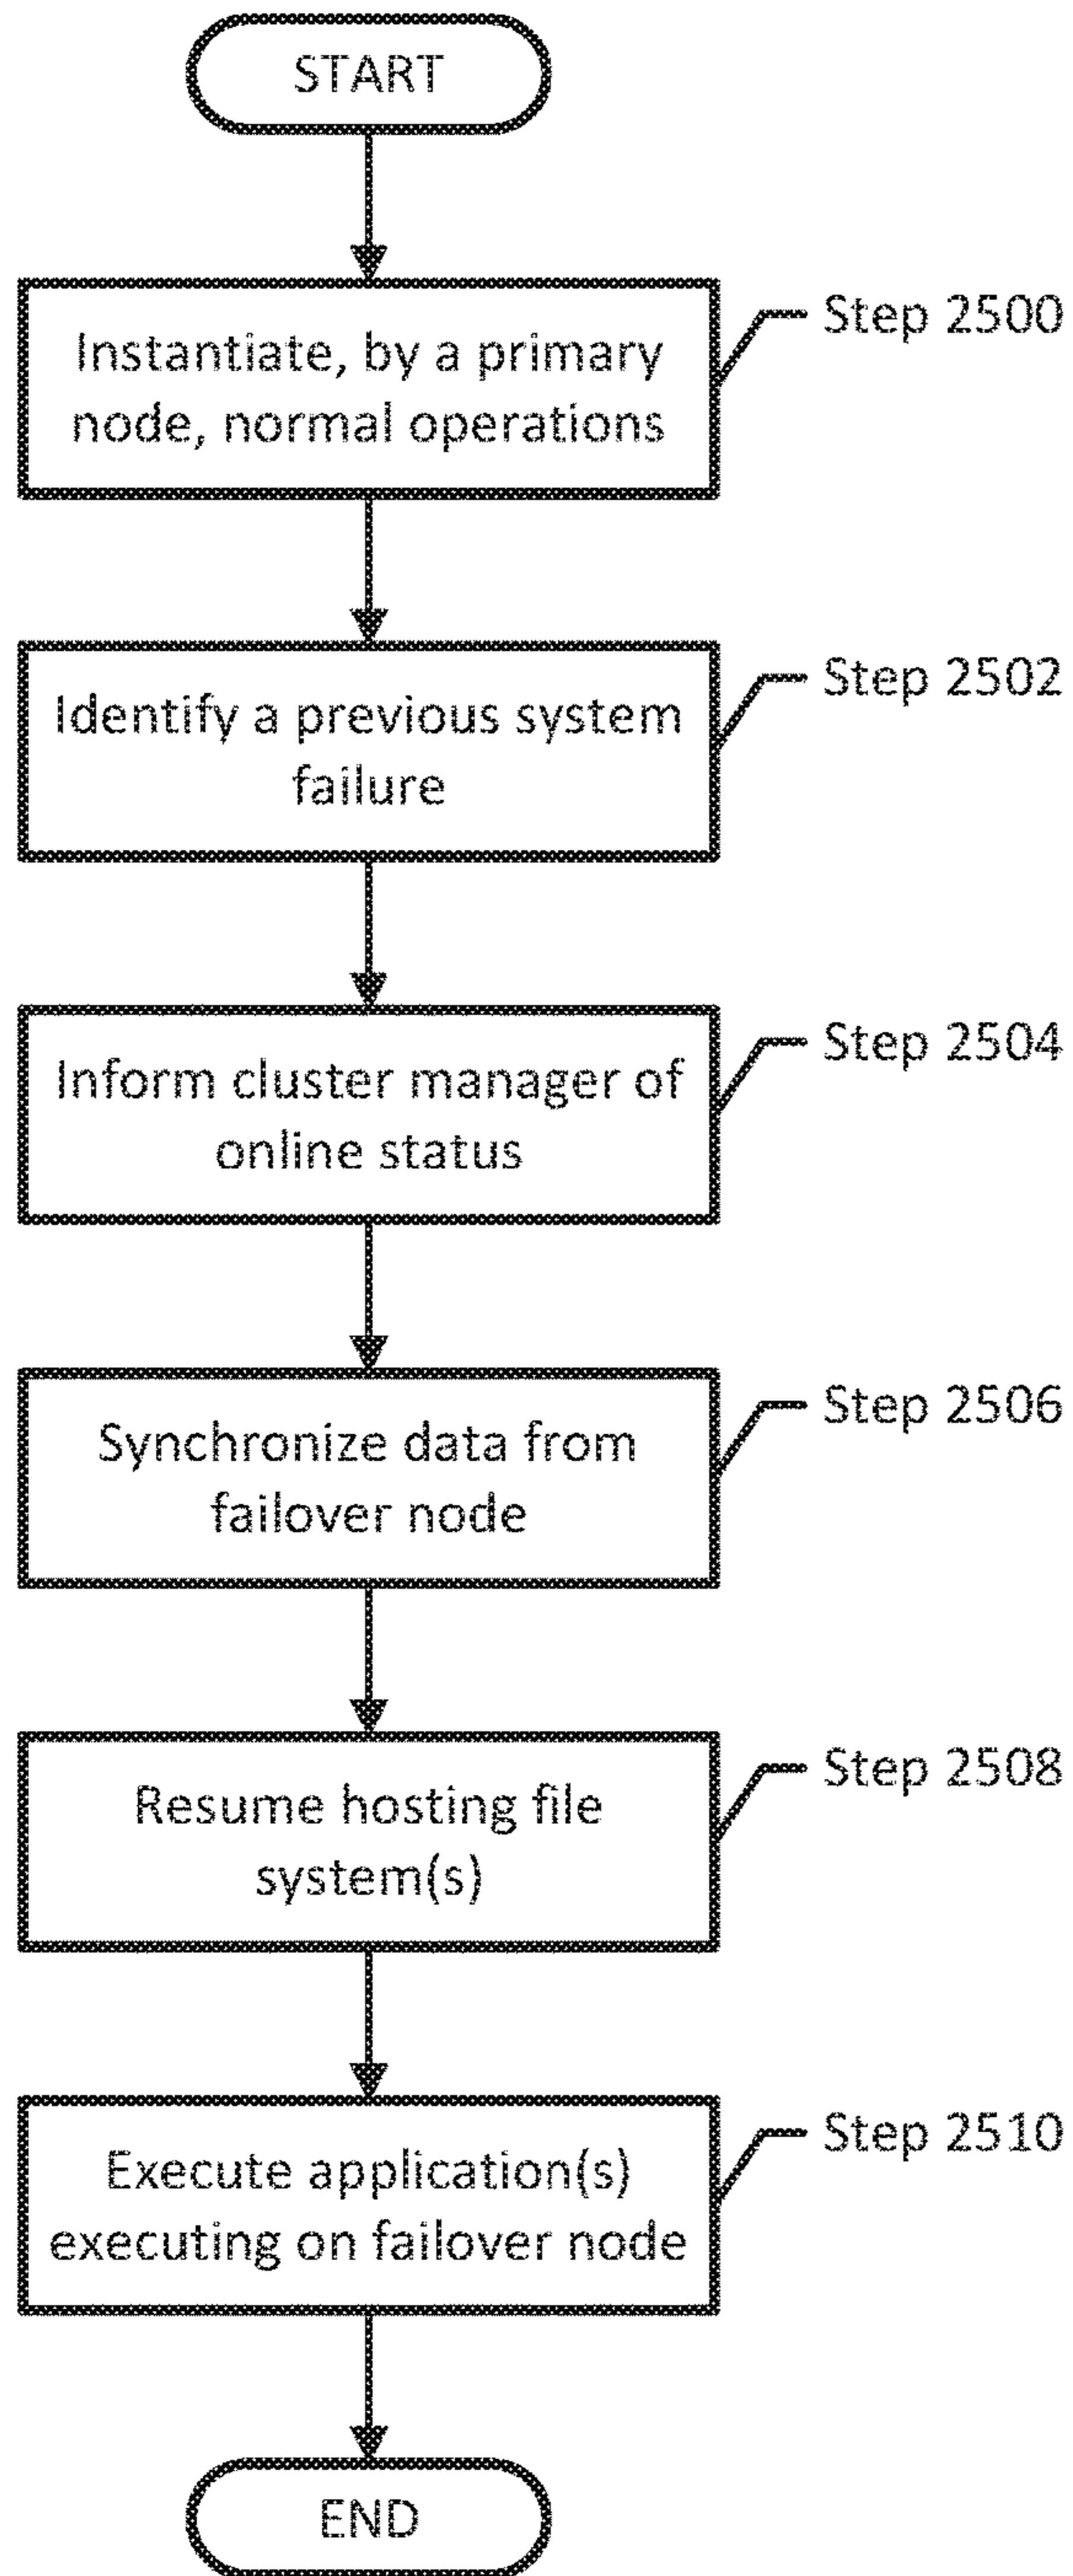 START
Instantiate, by a primary
node, normal operations
Step 2500
Identify a previous system
failure
Step 2502
Inform cluster manager of
online status
Step 2504
Synchronize data from
failover node
Step 2506
Resume hosting file
system(s)
Step 2508
Execute application(s)
executing on failover node
Step 2510
END